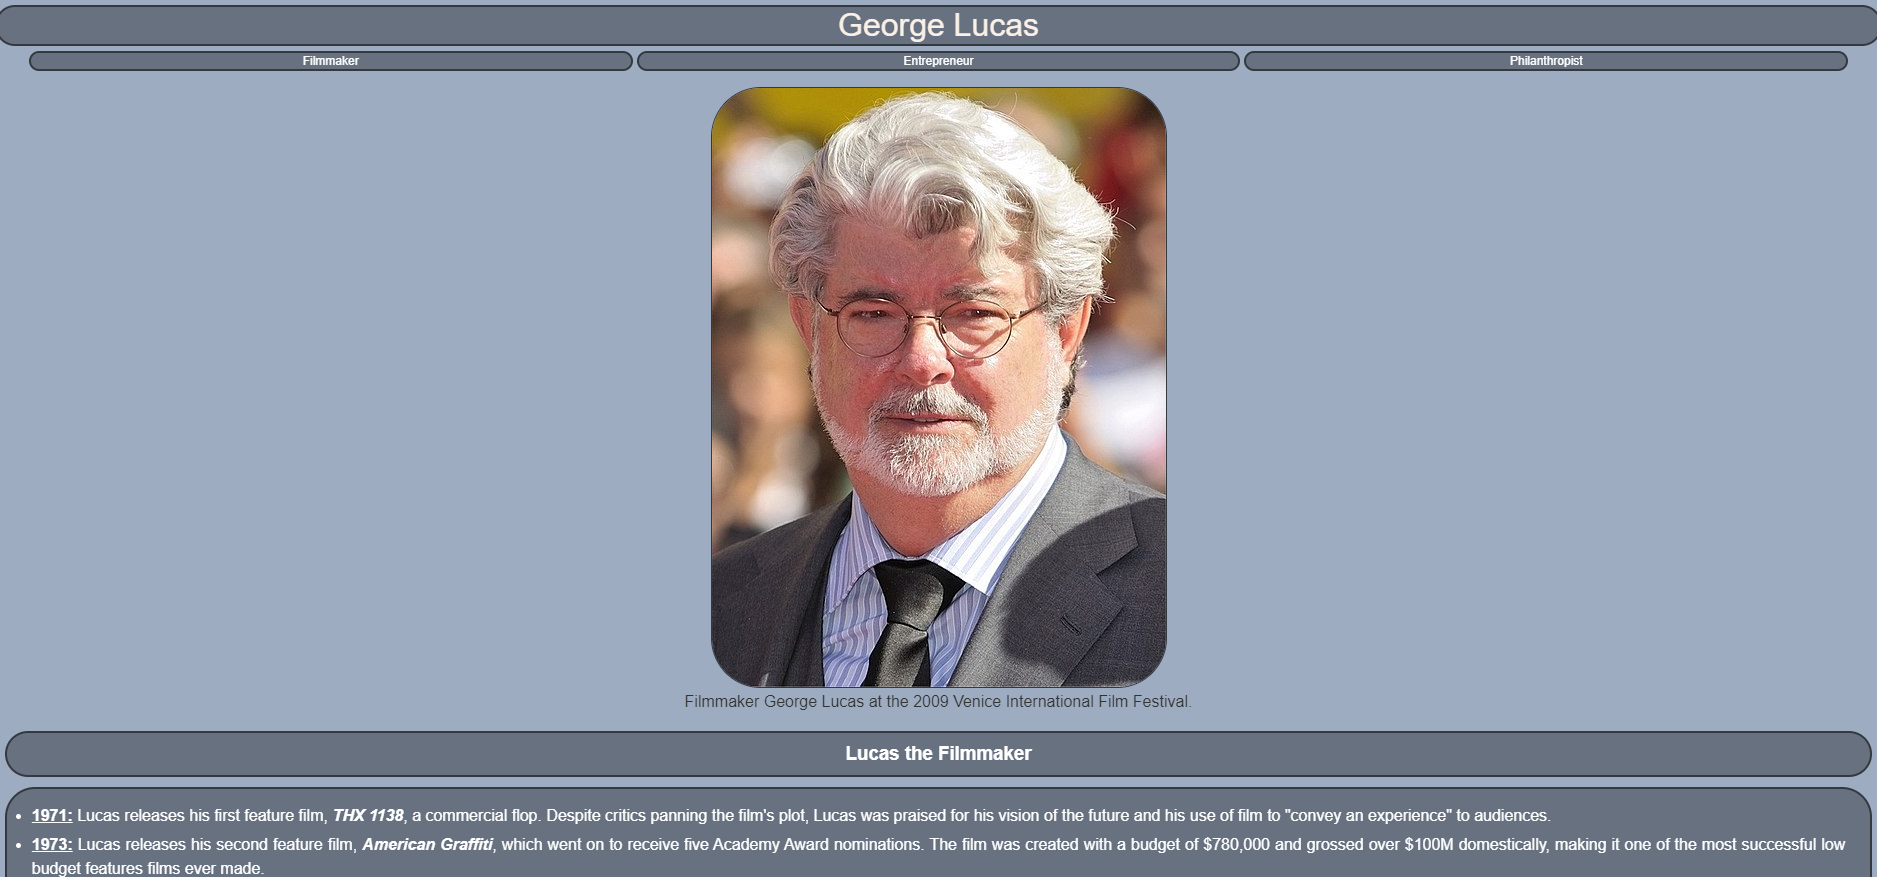 George Lucas
Filmmaker
Entrepreneur
Philanthropist
Filmmaker George Lucas at the 2009 Venice International Film Festival.
Lucas the Filmmaker
• 1971: Lucas releases his first feature film, THX 1138, a commercial flop. Despite critics panning the film's plot, Lucas was praised for his vision of the future and his use of film to "convey an experience" to audiences.
• 1973: Lucas releases his second feature film, American Graffiti, which went on to receive five Academy Award nominations. The film was created with a budget of $780,000 and grossed over $100M domestically, making it one of the most successful low
budget features films ever made.